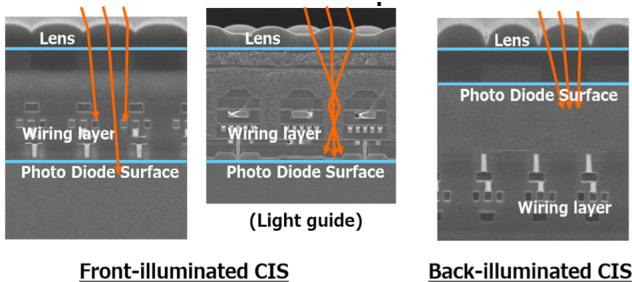 Lens
Wiring layer
Photo Diode Surface
Lens
Wiring layer
Photo Diode Surface
(Light guide)
Lens
Photo Diode Surface
Wiring layer
Front-illuminated CIS
Back-illuminated CIS